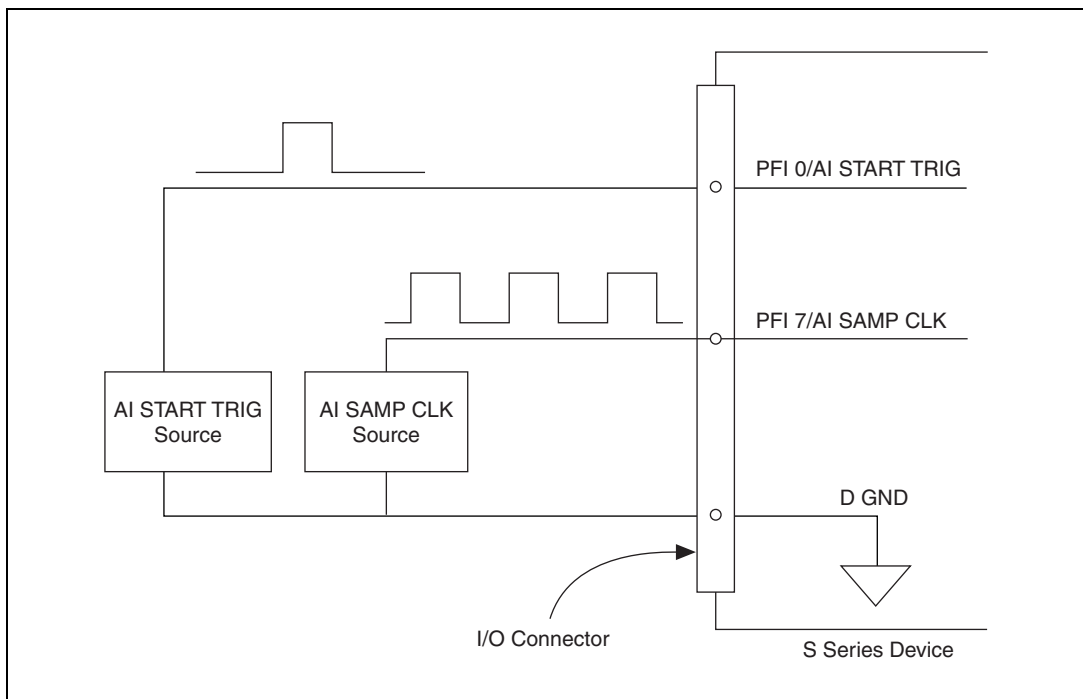 PFI 0/AI START TRIG
PFI 7/AI SAMP CLK
AI START TRIG
Source
AI SAMP CLK
Source
D GND
I/O Connector
S Series Device